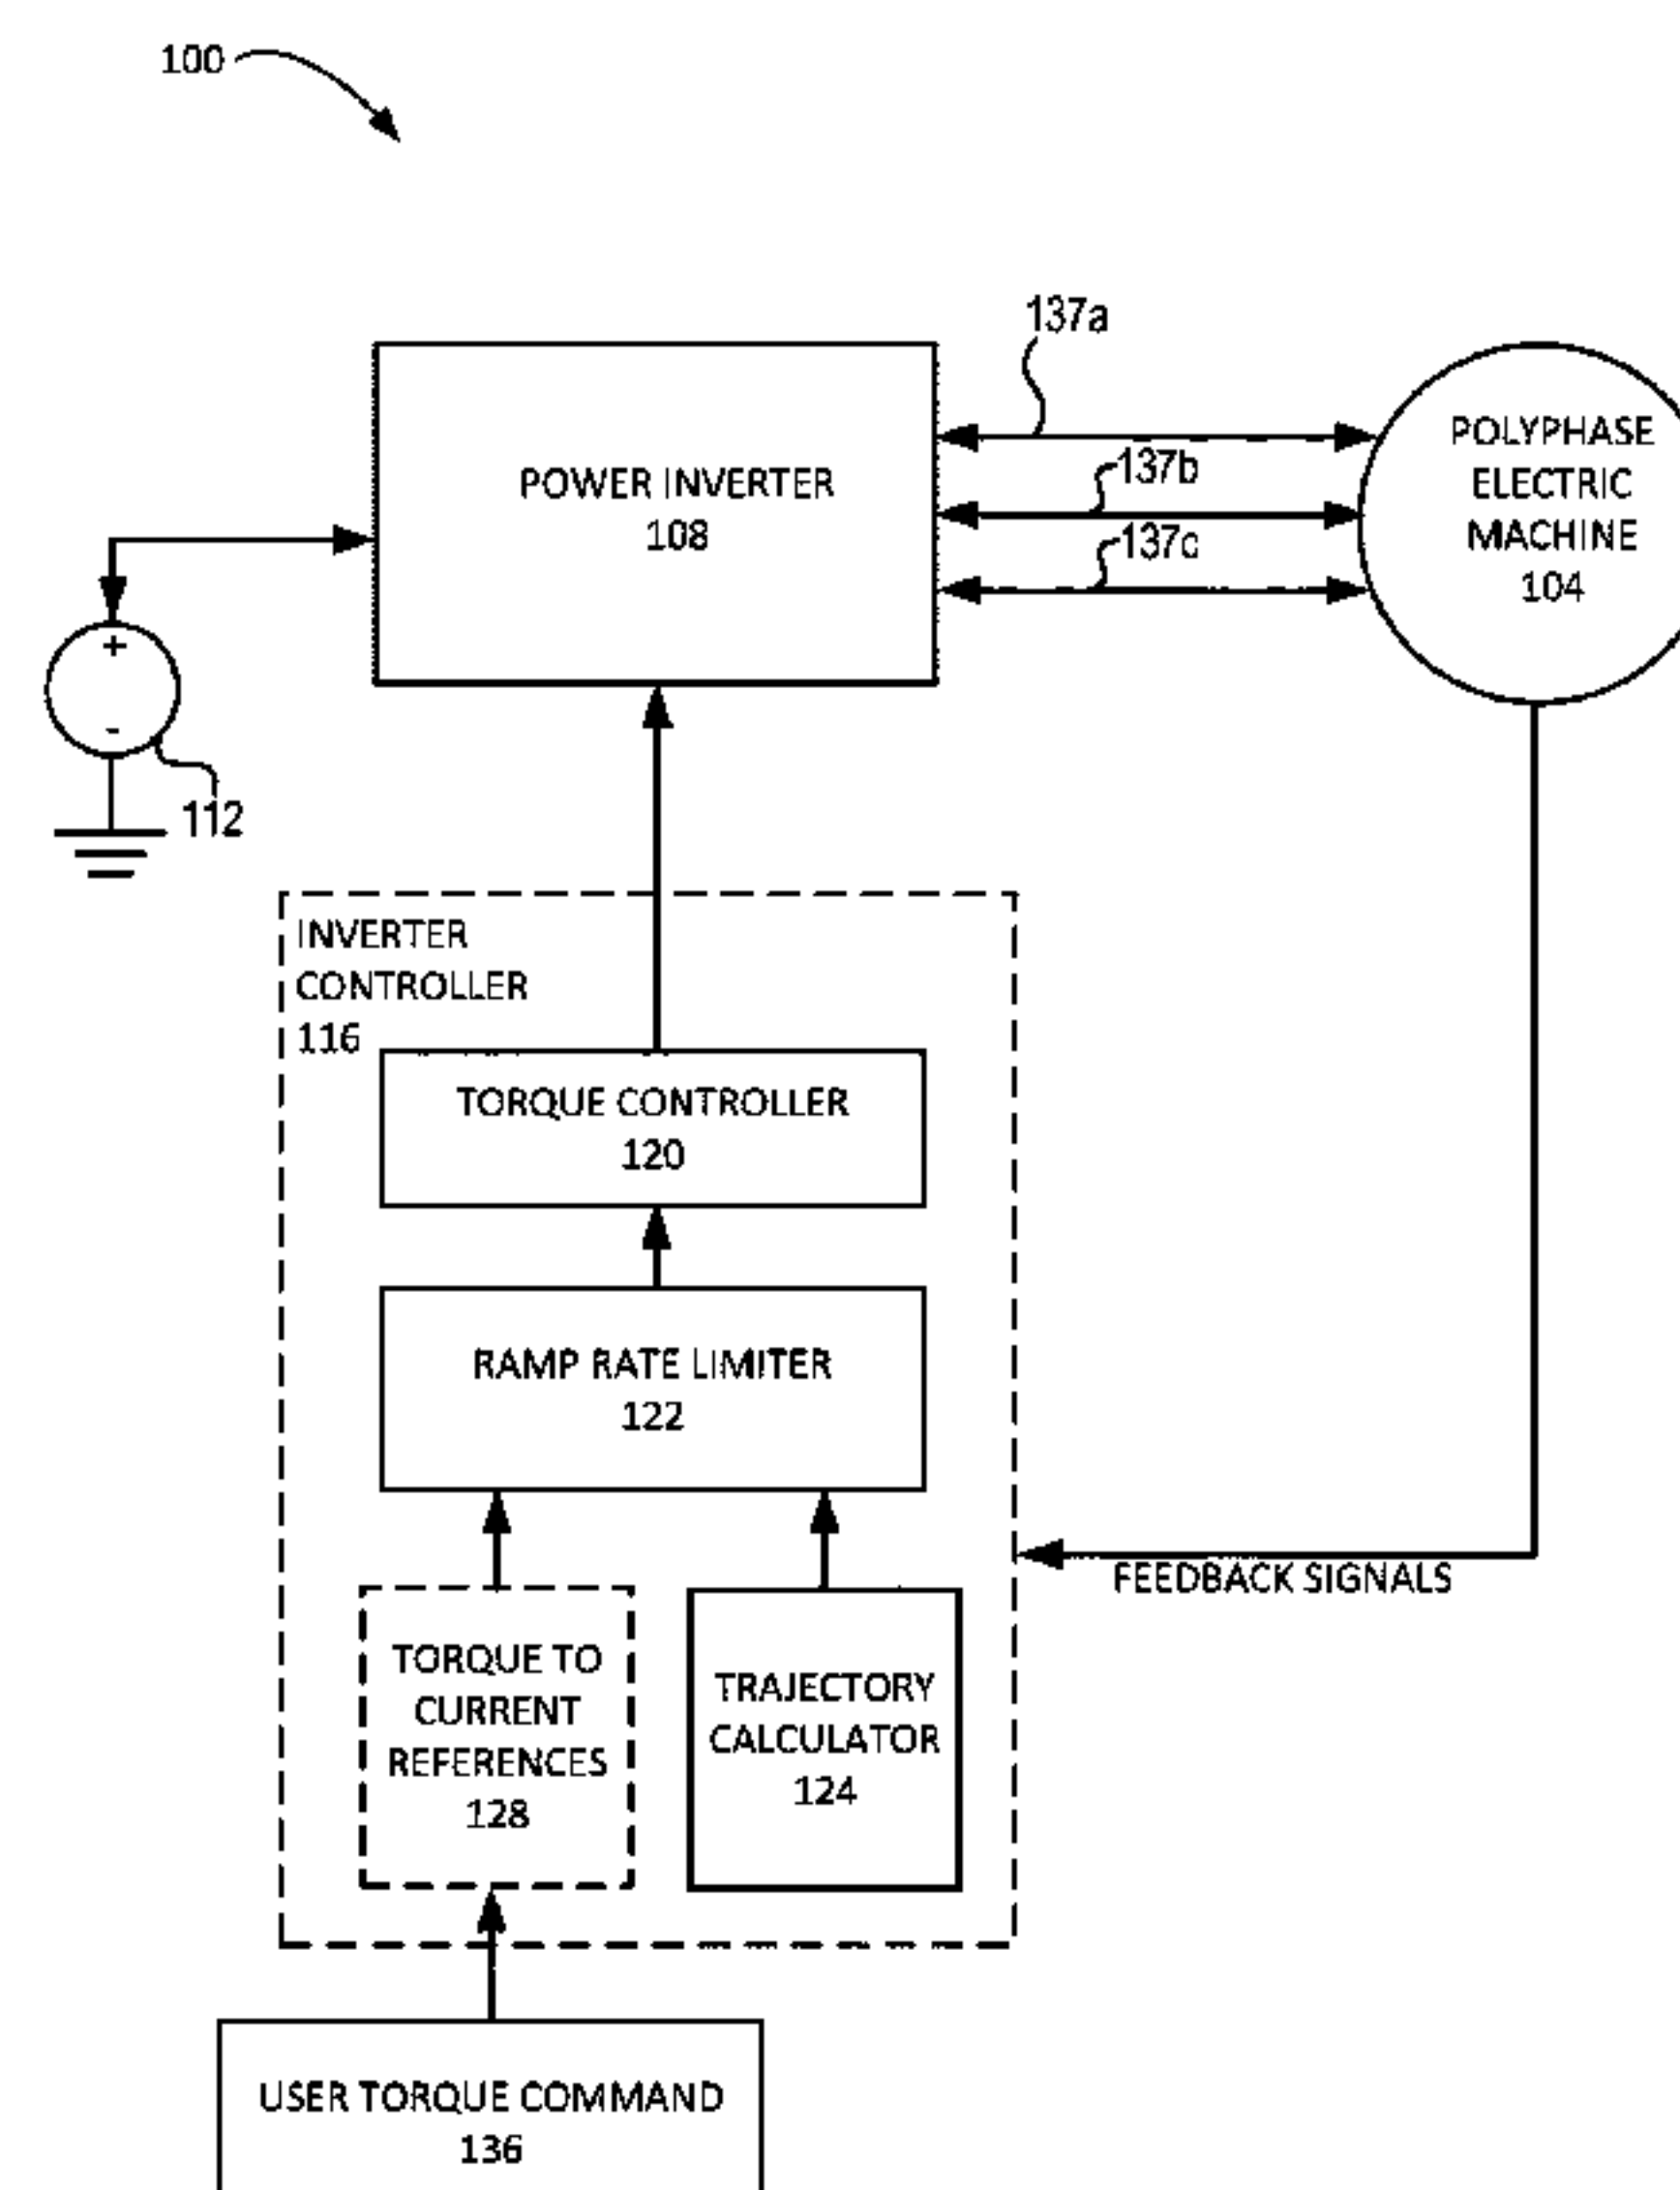 100
137a
POLYPHASE
ELECTRIC
MACHINE
104
137b
137c
POWER INVERTER
108
+
-
112
INVERTER
CONTROLLER
116
TORQUE CONTROLLER
120
RAMP RATE LIMITER
122
FEEDBACK SIGNALS
TORQUE TO
CURRENT
REFERENCES
128
TRAJECTORY
CALCULATOR
124
USER TORQUE COMMAND
136